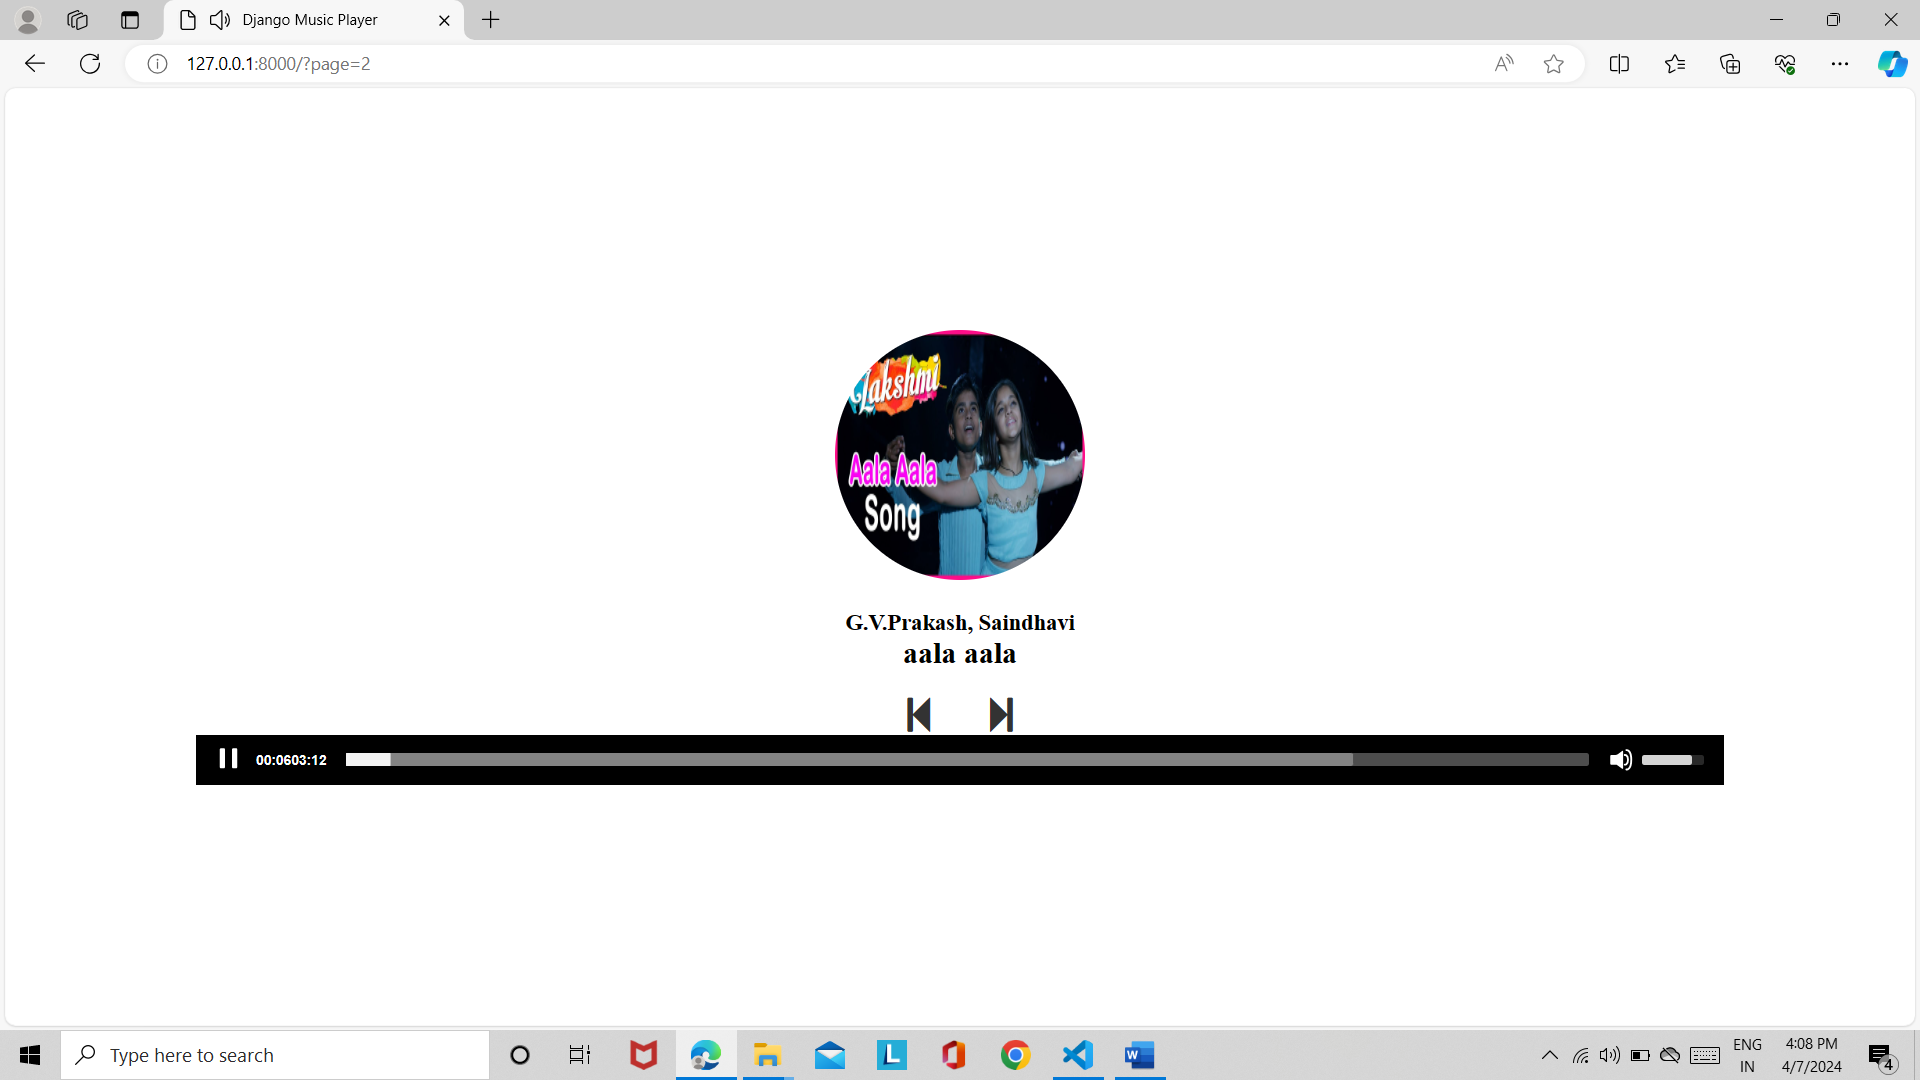 Django Music Player
127.0.0.1:8000/?page=2
Lakshmi
Aala Aala
Song
G.V.Prakash, Saindhavi
aala aala
00:0603:12
Type here to search
L
W
ENG
IN
4:08 PM
4/7/2024
4